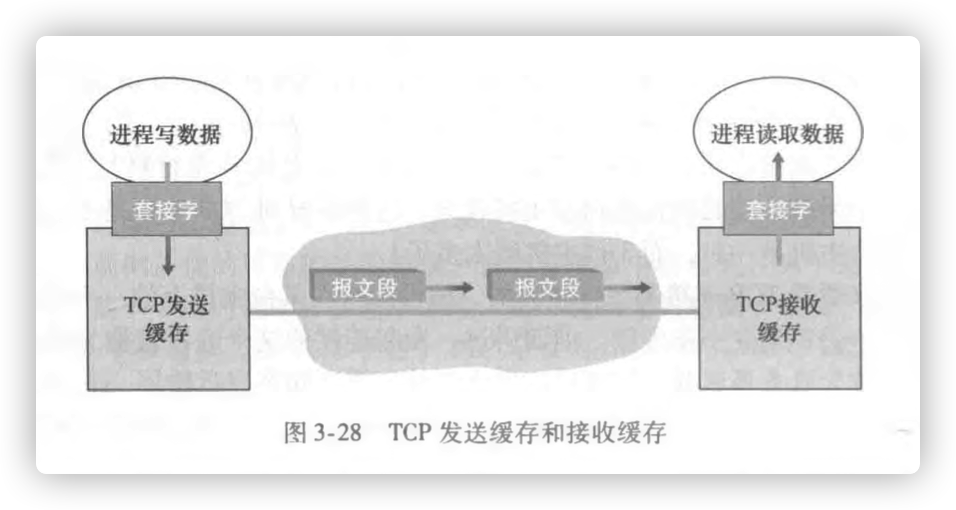 进程写数据
进程读取数据
套接字
套接字
报文段
报文段
TCP发送
缓存
TCP接收
缓存
图 3-28 TCP 发送缓存和接收缓存